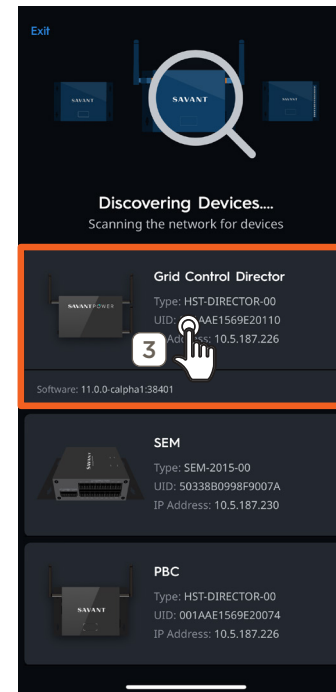 Exit
SAVANT
SAVANT
SAVANT
Discovering Devices....
Scanning the network for devices
Grid Control Director
SAVANT POWER
Type: HST-DIRECTOR-00
UID: AAE1569E20110
3
10.5.187.226
Software: 11.0.0-calpha1:38401
SEM
SAVANT
Type: SEM-2015-00
UID: 50338B0998F9007A
IP Address: 10.5.187.230
PBC
SAVANT
Type: HST-DIRECTOR-00
UID: 001AAE1569E20074
IP Address: 10.5.187.226